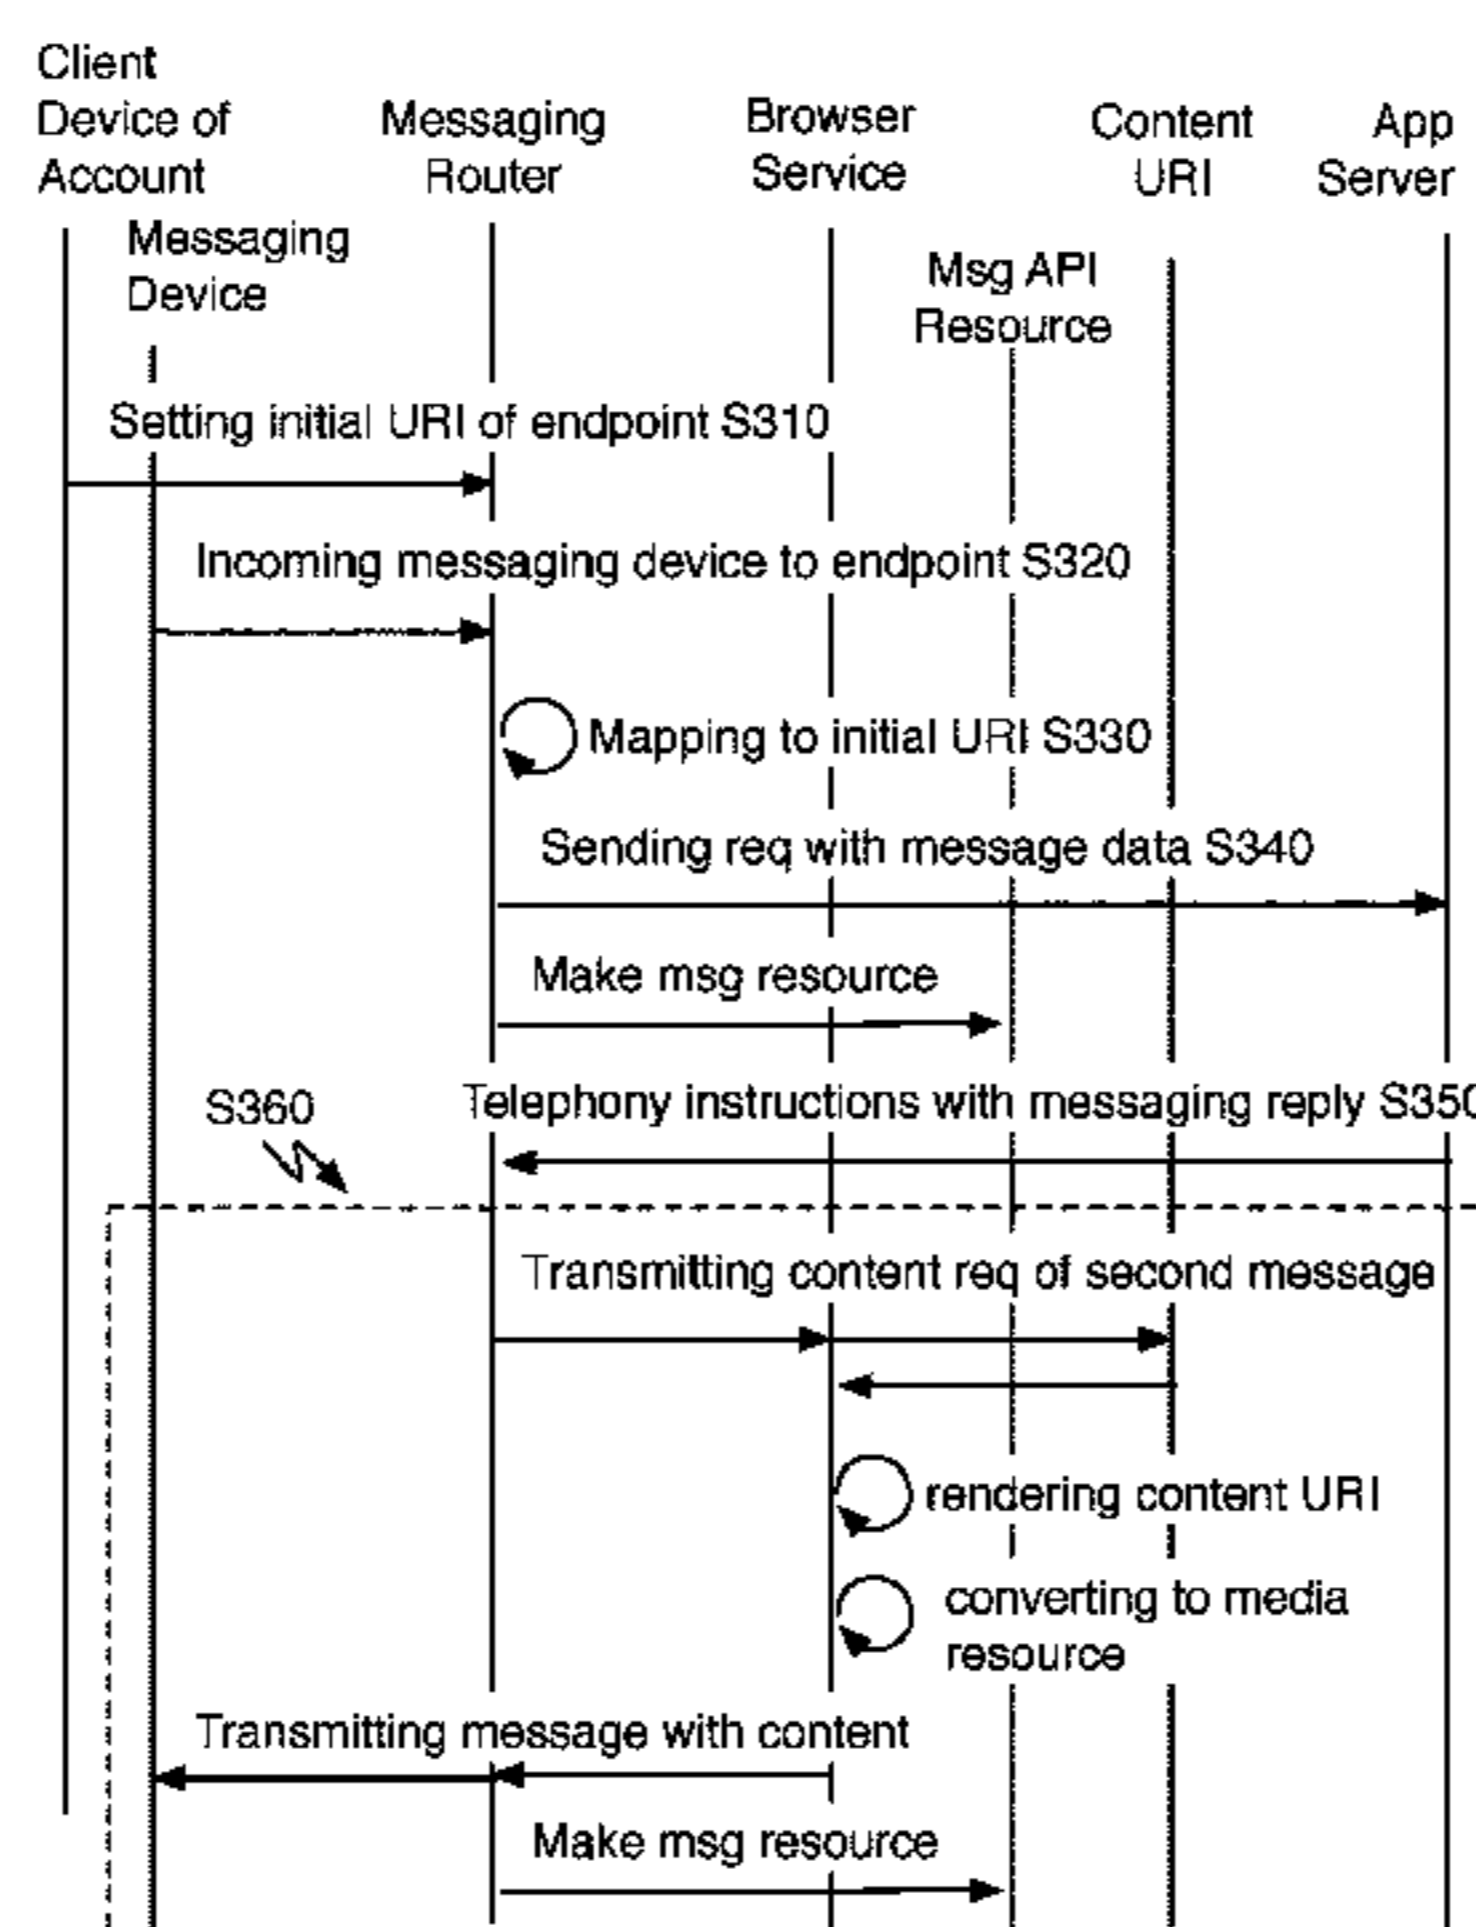 Client
Device of
Account
Messaging
Router
Browser
Service
Content
URI
App
Server
Messaging
Device
Msg API
Resource
Setting initial URI of endpoint S310
Incoming messaging device to endpoint S320
Mapping to initial URI S330
Sending req with message data S340
Make msg resource
S360
Telephony instructions with messaging reply S350
Transmitting content req of second message
rendering content URI
converting to media
resource
Transmitting message with content
Make msg resource